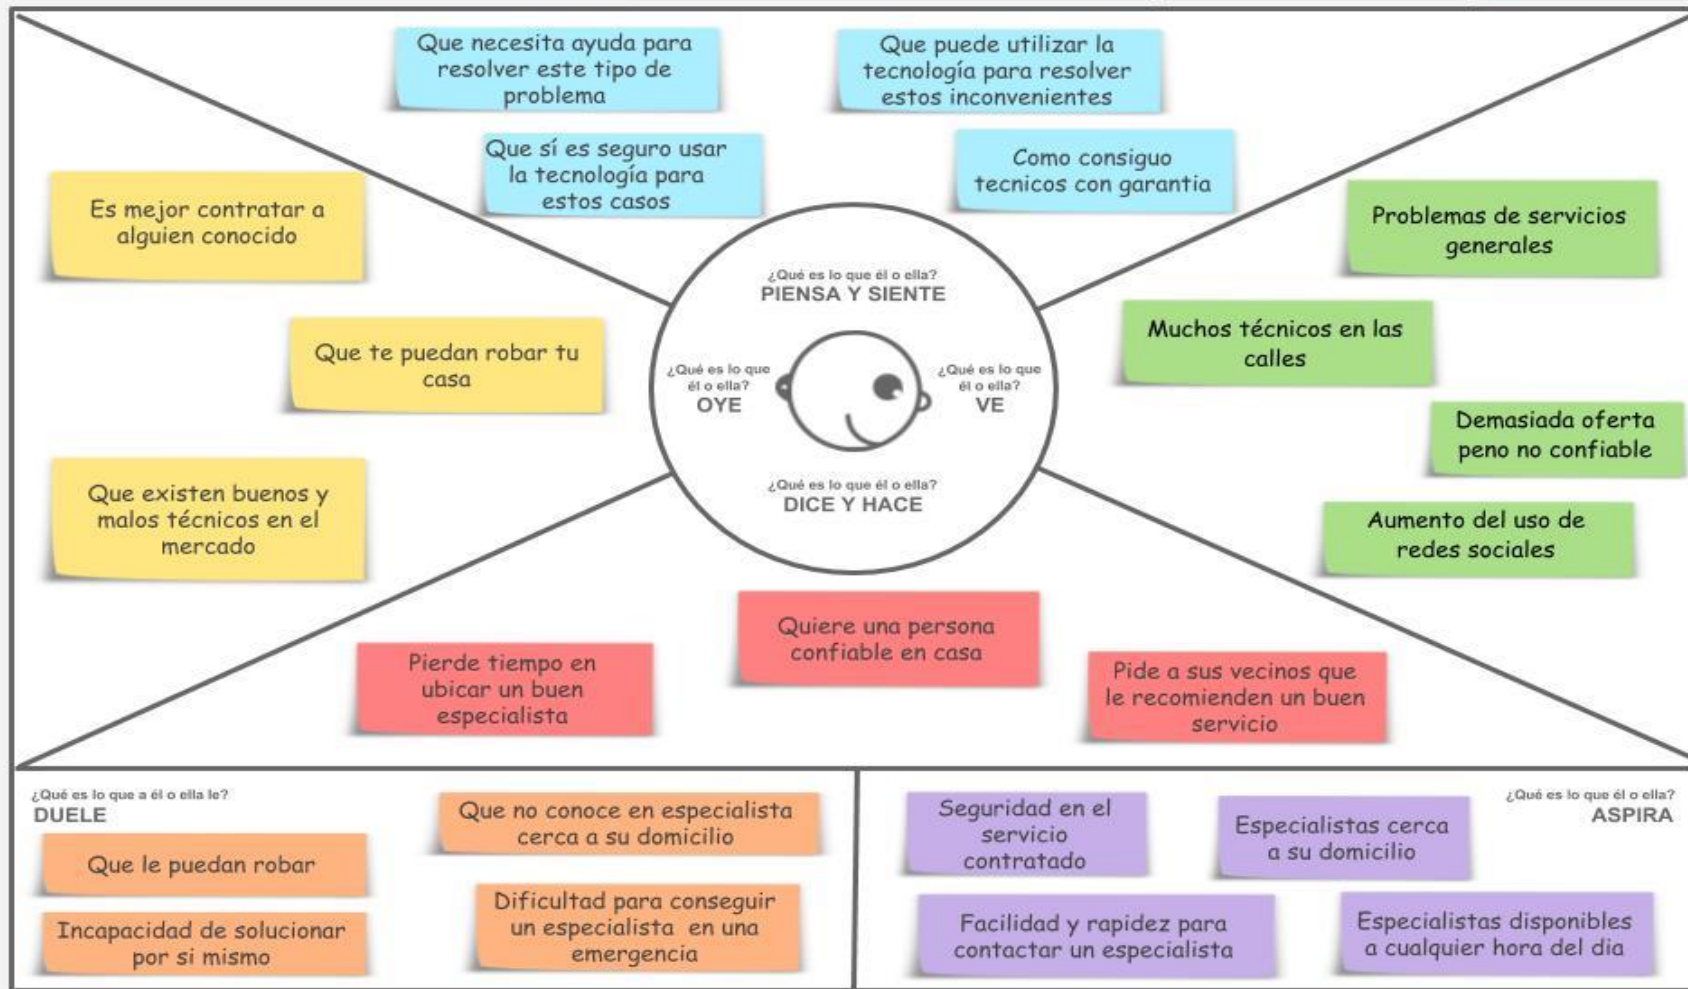 Que necesita ayuda para
resolver este tipo de
problema
Que puede utilizar la
tecnología para resolver
estos inconvenientes
Que sí es seguro usar
la tecnología para
estos casos
Como consiguo
tecnicos con garantia
Es mejor contratar a
alguien conocido
Que te puedan robar tu
casa
Que existen buenos y
malos técnicos en el
mercado
¿Qué es lo que él o ella?
PIENSA Y SIENTE
¿Qué es lo que
él o ella?
OYE
¿Qué es lo que
él o ella?
VE
¿Qué es lo que él o ella?
DICE Y HACE
Problemas de servicios
generales
Muchos técnicos en las
calles
Demasiada oferta
peno no confiable
Aumento del uso de
redes sociales
Pierde tiempo en
ubicar un buen
especialista
Quiere una persona
confiable en casa
Pide a sus vecinos que
le recomienden un buen
servicio
¿Qué es lo que a él o ella le?
DUELE
Que le puedan robar
Incapacidad de solucionar
por si mismo
Que no conoce en especialista
cerca a su domicilio
Dificultad para conseguir
un especialista en una
emergencia
¿Qué es lo que él o ella?
ASPIRA
Seguridad en el
servicio
contratado
Especialistas cerca
a su domicilio
Facilidad y rapidez para
contactar un especialista
Especialistas disponibles
a cualquier hora del dia